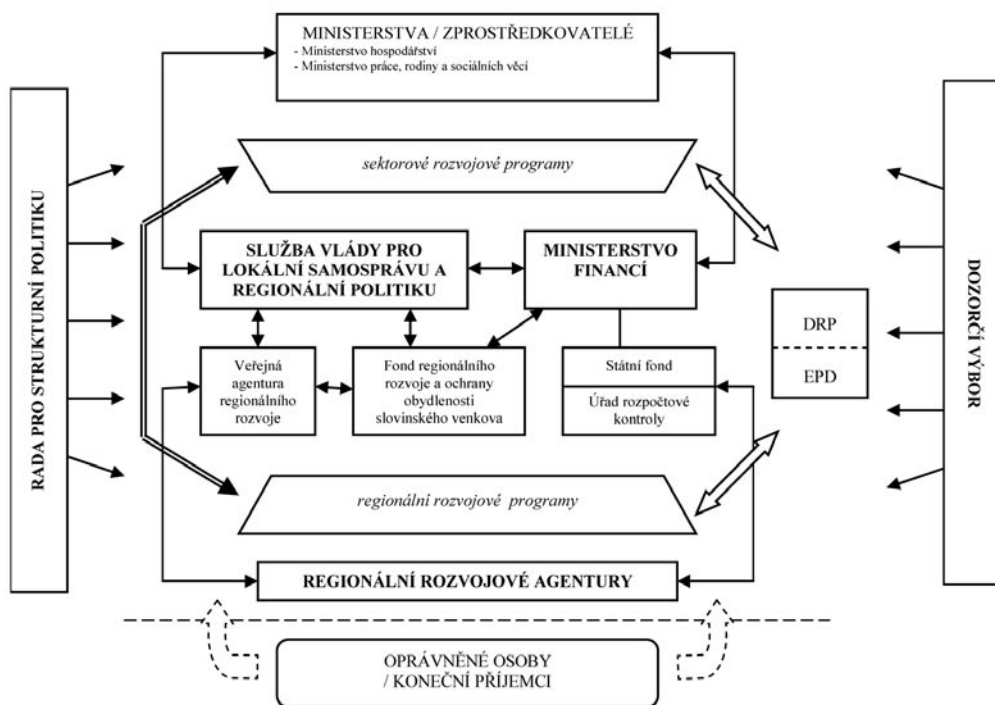 MINISTERSTVA / ZPROSTŘEDKOVATELÉ
- Ministerstvo hospodářství
- Ministerstvo práce, rodiny a sociálních věcí
RADA PRO STRUKTURNÍ POLITIKU
sektorové rozvojové programy
SLUŽBA VLÁDY PRO
LOKÁLNÍ SAMOSPRÁVU A
REGIONÁLNÍ POLITIKU
MINISTERSTVO
FINANCÍ
DRP
EPD
DOZORČÍ VÝBOR
Veřejná
agentura
regionálního
rozvoje
Fond regionálního
rozvoje a ochrany
obydlenosti
slovinského venkova
Státní fond
Úřad rozpočtové
kontroly
regionální rozvojové programy
REGIONÁLNÍ ROZVOJOVÉ AGENTURY
OPRÁVNĚNÉ OSOBY
/ KONEČNÍ PŘÍJEMCI